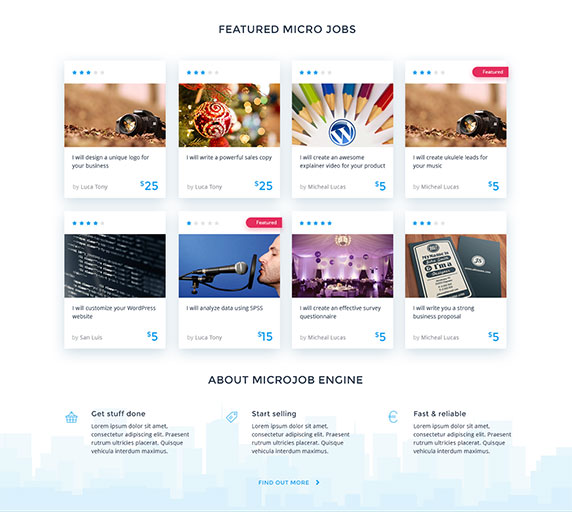 FEATURED MICRO JOBS
Featured
I will design a unique logo for
your business
by Luca Tony
$25
I will write a powerful sales copy
by Luca Tony
$25
I will create an awesome
explainer video for your product
by Micheal Lucas
$5
I will create ukulele leads for
your music
by Micheal Lucas
$5
Featured
I will customize your WordPress
website
by San Luis
$5
I will analyze data using SPSS
by Luca Tony
$15
I will create an effective survey
questionnaire
by Micheal Lucas
$5
I will write you a strong
business proposal
by Micheal Lucas
$5
ABOUT MICROJOB ENGINE
Get stuff done
Lorem ipsum dolor sit amet,
consectetur adipiscing elit. Praesent
rutrum ultricies placerat. Quisque
vehicula mattis massa.
Start selling
Lorem ipsum dolor sit amet,
consectetur adipiscing elit. Praesent
rutrum ultricies placerat. Quisque
vehicula mattis massa.
Fast & reliable
Lorem ipsum dolor sit amet,
consectetur adipiscing elit. Praesent
rutrum ultricies placerat. Quisque
vehicula mattis massa.
FIND OUT MORE